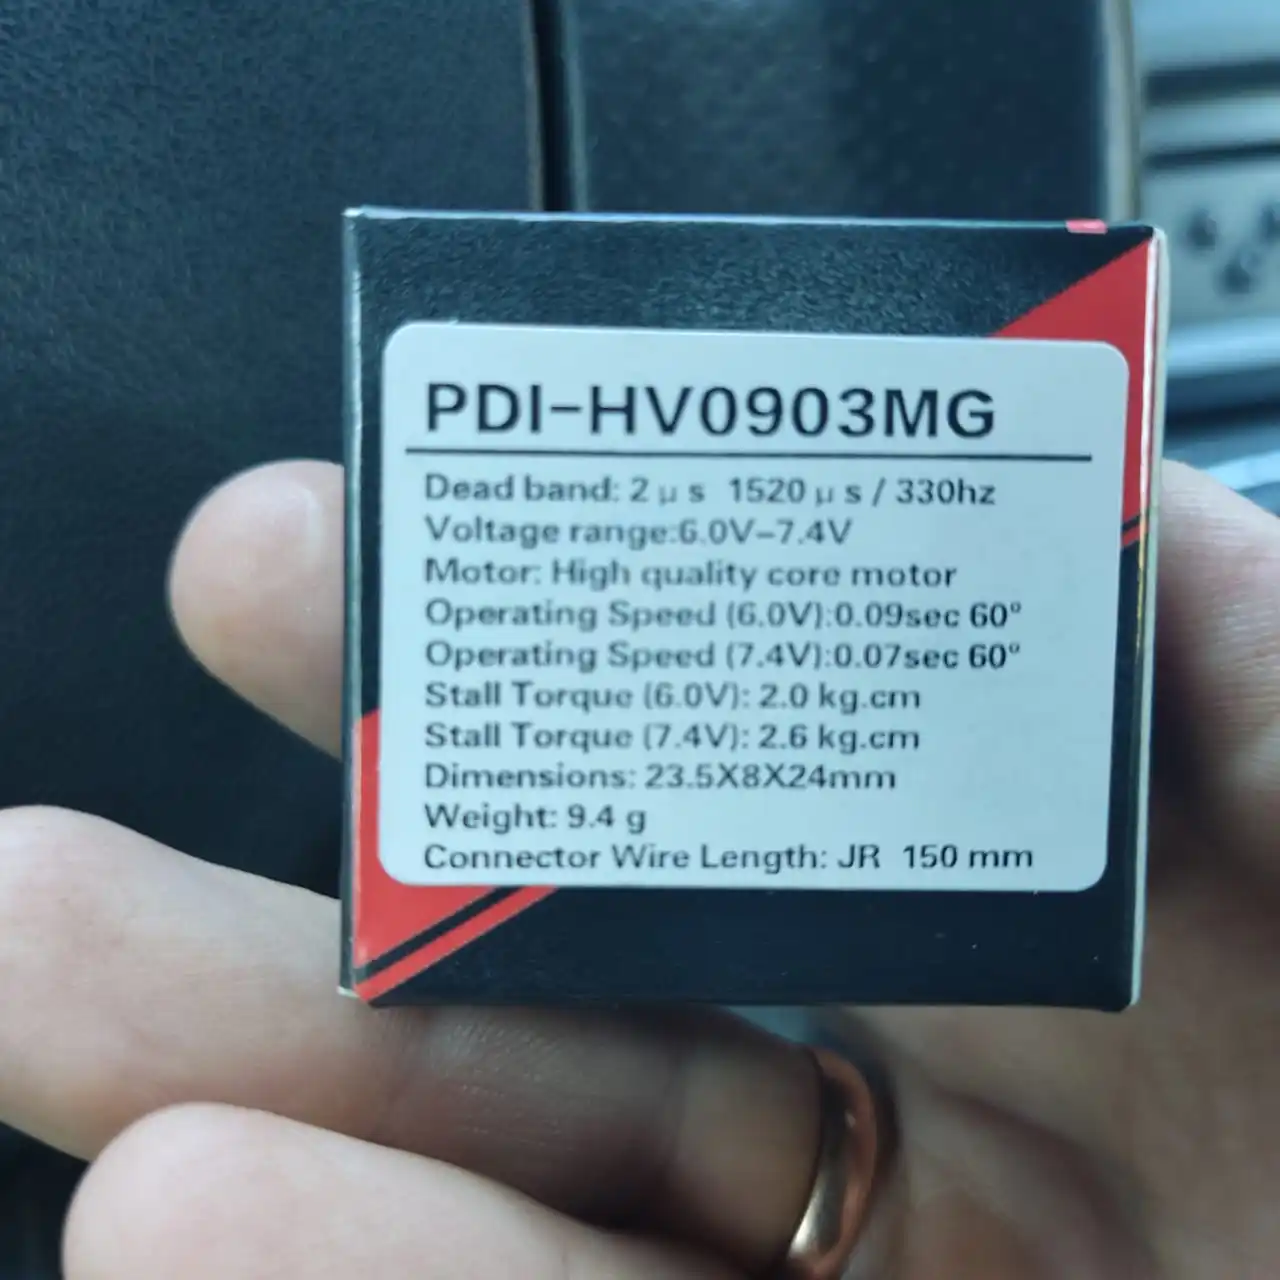 PDI-HV0903MG
Dead band: 2 μ s 1520 μ s / 330hz
Voltage range:6.0V-7.4V
Motor: High quality core motor
Operating Speed (6.0V):0.09sec 60°
Operating Speed (7.4V):0.07sec 60°
Stall Torque (6.0V): 2.0 kg.cm
Stall Torque (7.4V): 2.6 kg.cm
Dimensions: 23.5X8X24mm
Weight: 9.4 g
Connector Wire Length: JR 150 mm